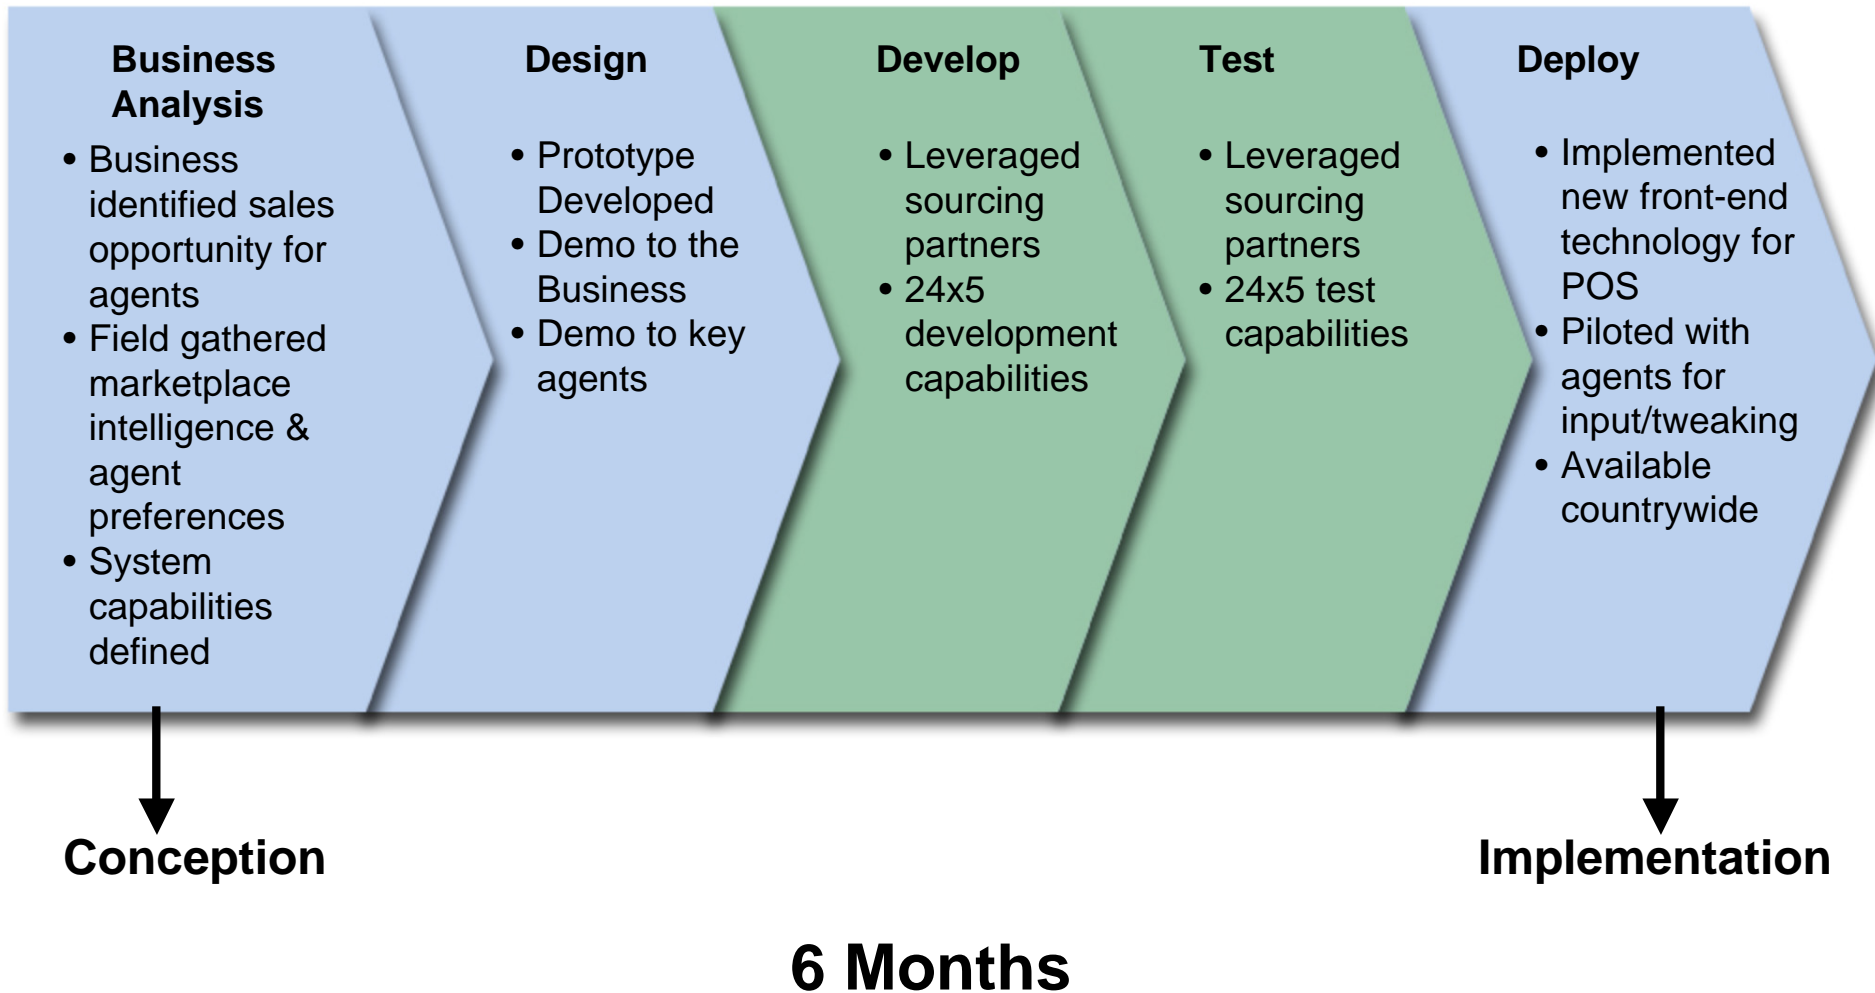 Business
Analysis
• Business
identified sales
opportunity for
agents
• Field gathered
marketplace
intelligence &
agent
preferences
• System
capabilities
defined
Design
• Prototype
Developed
• Demo to the
Business
• Demo to key
agents
Develop
• Leveraged
sourcing
partners
• 24x5
development
capabilities
Test
• Leveraged
sourcing
partners
• 24x5 test
capabilities
Deploy
• Implemented
new front-end
technology for
POS
• Piloted with
agents for
input/tweaking
• Available
countrywide
Conception
Implementation
6 Months